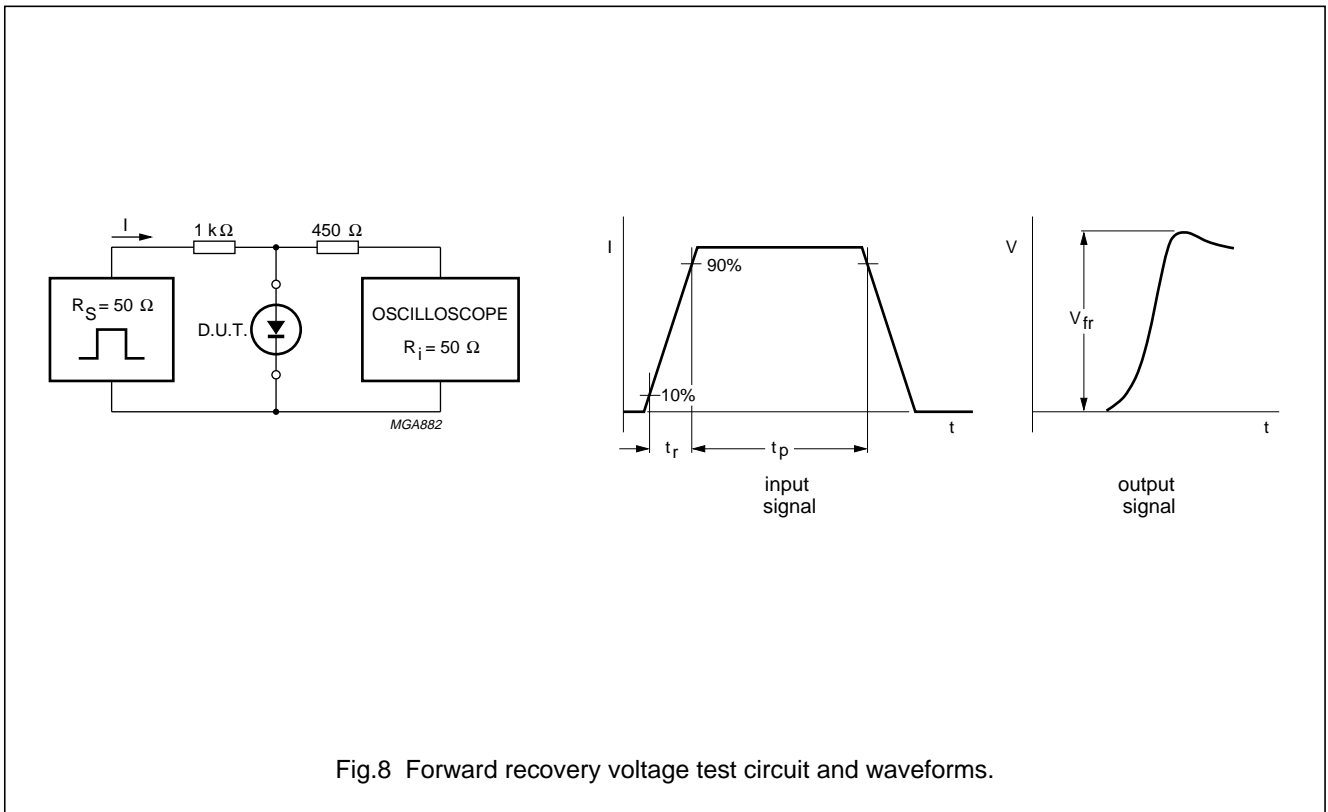 I
1 kΩ
450 Ω
R_S = 50 Ω
D.U.T.
OSCILLOSCOPE
R_i = 50 Ω
MGA882
I
90%
10%
t_r
t_p
t
input
signal
V
V_fr
t
output
signal
Fig.8 Forward recovery voltage test circuit and waveforms.